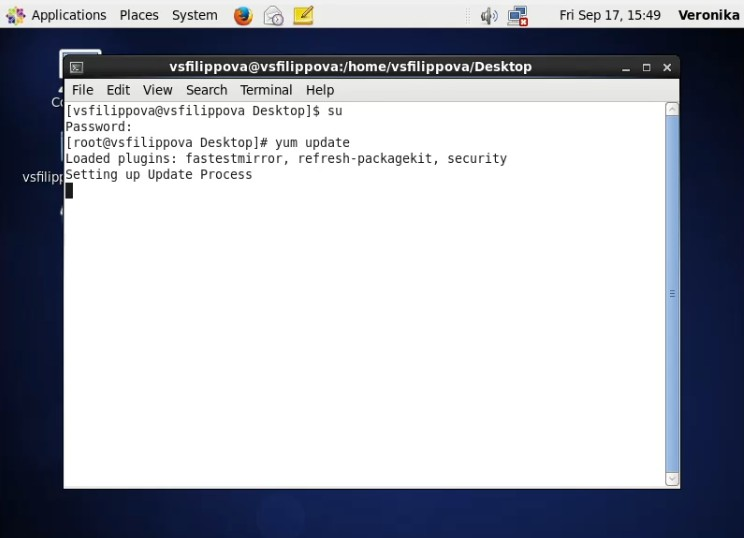 Applications Places System Fri Sep 17, 15:49 Veronika
vsfilippova@vsfilippova:/home/vsfilippova/Desktop
File Edit View Search Terminal Help
[vsfilippova@vsfilippova Desktop]$ su
Password:
[root@vsfilippova Desktop]# yum update
Loaded plugins: fastestmirror, refresh-packagekit, security
Setting up Update Process